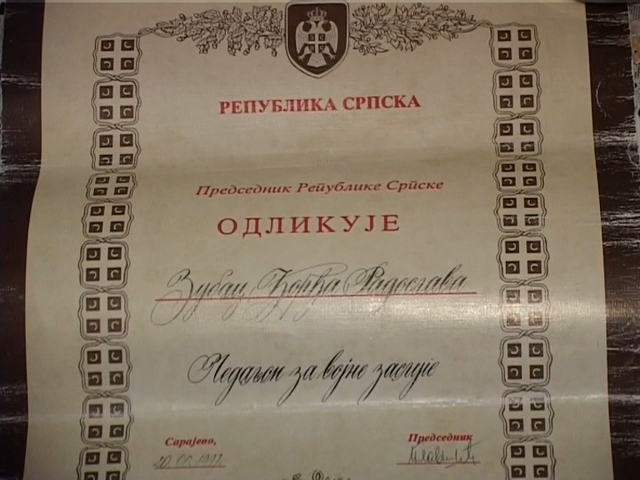 РЕПУБЛИКА СРПСКА
Председник Републике Српске
ОДЛИКУЈЕ
Зубац Ђорђа Радослава
Медаљом за војне заслуге
Сарајево,
Председник